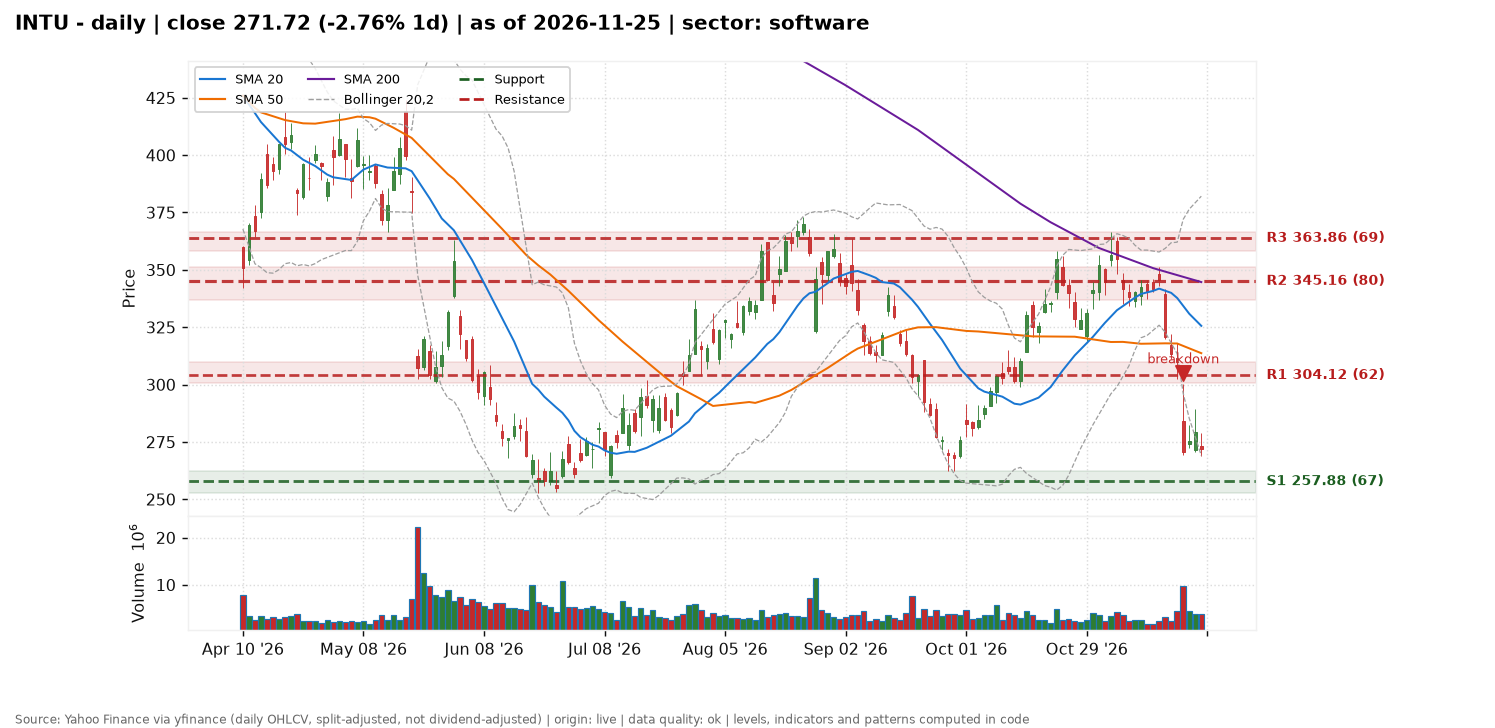 INTU - daily | close 271.72 (-2.76% 1d) | as of 2026-11-25 | sector: software
SMA 20
SMA 50
SMA 200
Bollinger 20,2
Support
Resistance
Price
425
400
375
350
325
300
275
250
R3 363.86 (69)
R2 345.16 (80)
breakdown
R1 304.12 (62)
S1 257.88 (67)
Volume 10⁶
20
10
Apr 10 '26
May 08 '26
Jun 08 '26
Jul 08 '26
Aug 05 '26
Sep 02 '26
Oct 01 '26
Oct 29 '26
Source: Yahoo Finance via yfinance (daily OHLCV, split-adjusted, not dividend-adjusted) | origin: live | data quality: ok | levels, indicators and patterns computed in code